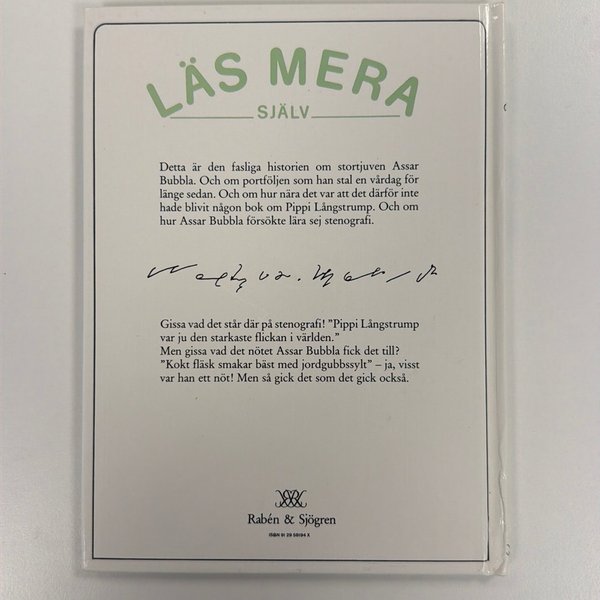 LÄS MERA
SJÄLV
Detta är den fasliga historien om stortjuven Assar
Bubbla. Och om portföljen som han stal en vårdag för
länge sedan. Och om hur nära det var att det därför inte
hade blivit någon bok om Pippi Långstrump. Och om
hur Assar Bubbla försökte lära sej stenografi.
Gissa vad det står där på stenografi! ”Pippi Långstrump
var ju den starkaste flickan i världen.”
Men gissa vad det nötet Assar Bubbla fick det till?
”Kokt fläsk smakar bäst med jordgubbssylt” – ja, visst
var han ett nöt! Men så gick det som det gick också.
Rabén & Sjögren
ISBN 91 29 59194 X